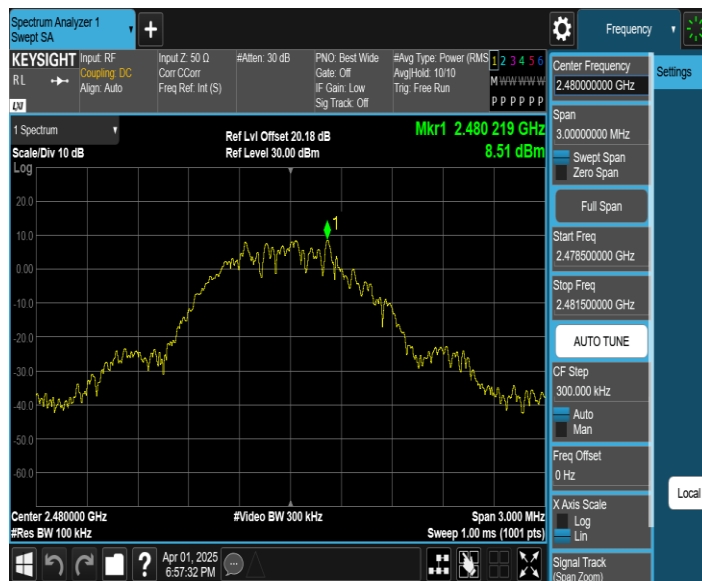 Spectrum Analyzer 1
Swept SA
Frequency
KEYSIGHT
R L
LXI
Input: RF
Coupling: DC
Align: Auto
Input Z: 50 Ω
Corr CCorr
Freq Ref: Int (S)
#Atten: 30 dB
PNO: Best Wide
Gate: Off
IF Gain: Low
Sig Track: Off
#Avg Type: Power (RMS
Avg|Hold: 10/10
Trig: Free Run
1 2 3 4 5 6
M W W W W W
P P P P P P
1 Spectrum
Scale/Div 10 dB
Log
Ref Lvl Offset 20.18 dB
Ref Level 30.00 dBm
Mkr1 2.480 219 GHz
8.51 dBm
1
20.0
10.0
0.00
-10.0
-20.0
-30.0
-40.0
-50.0
-60.0
Center 2.480000 GHz
#Res BW 100 kHz
#Video BW 300 kHz
Span 3.000 MHz
Sweep 1.00 ms (1001 pts)
Apr 01, 2025
6:57:32 PM
Center Frequency
2.480000000 GHz
Span
3.00000000 MHz
Swept Span
Zero Span
Full Span
Start Freq
2.478500000 GHz
Stop Freq
2.481500000 GHz
AUTO TUNE
CF Step
300.000 kHz
Auto
Man
Freq Offset
0 Hz
X Axis Scale
Log
Lin
Signal Track
(Span Zoom)
Settings
Local